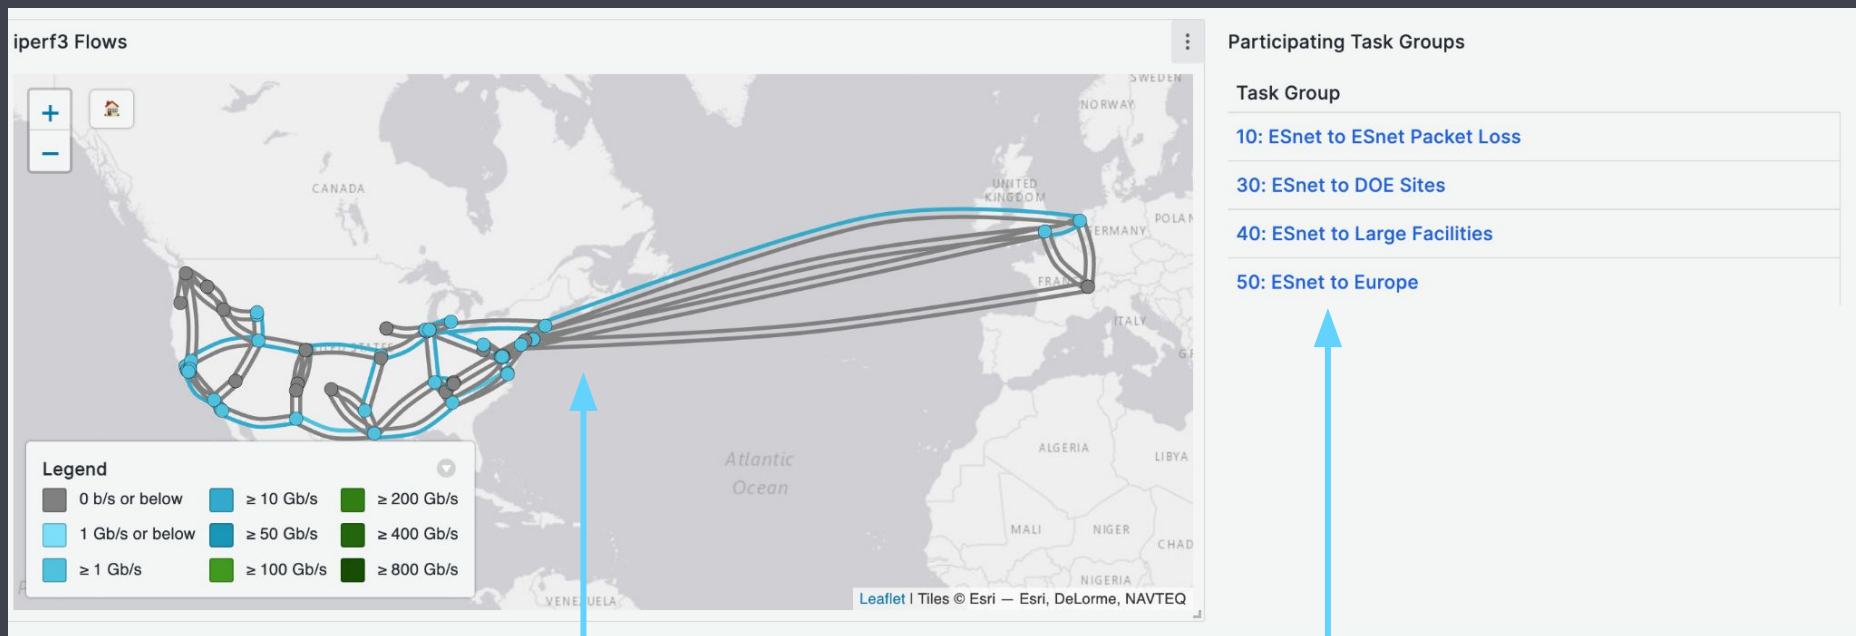 iperf3 Flows
Participating Task Groups
Task Group
10: ESnet to ESnet Packet Loss
30: ESnet to DOE Sites
40: ESnet to Large Facilities
50: ESnet to Europe
+
−
SWEDEN
NORWAY
CANADA
UNITED
KINGDOM
ITALY
ALGERIA
LIBYA
Atlantic
Ocean
MALI
NIGER
CHAD
NIGERIA
VENEZUELA
Legend
0 b/s or below
≥ 10 Gb/s
≥ 200 Gb/s
1 Gb/s or below
≥ 50 Gb/s
≥ 400 Gb/s
≥ 1 Gb/s
≥ 100 Gb/s
≥ 800 Gb/s
Leaflet | Tiles © Esri — Esri, DeLorme, NAVTEQ